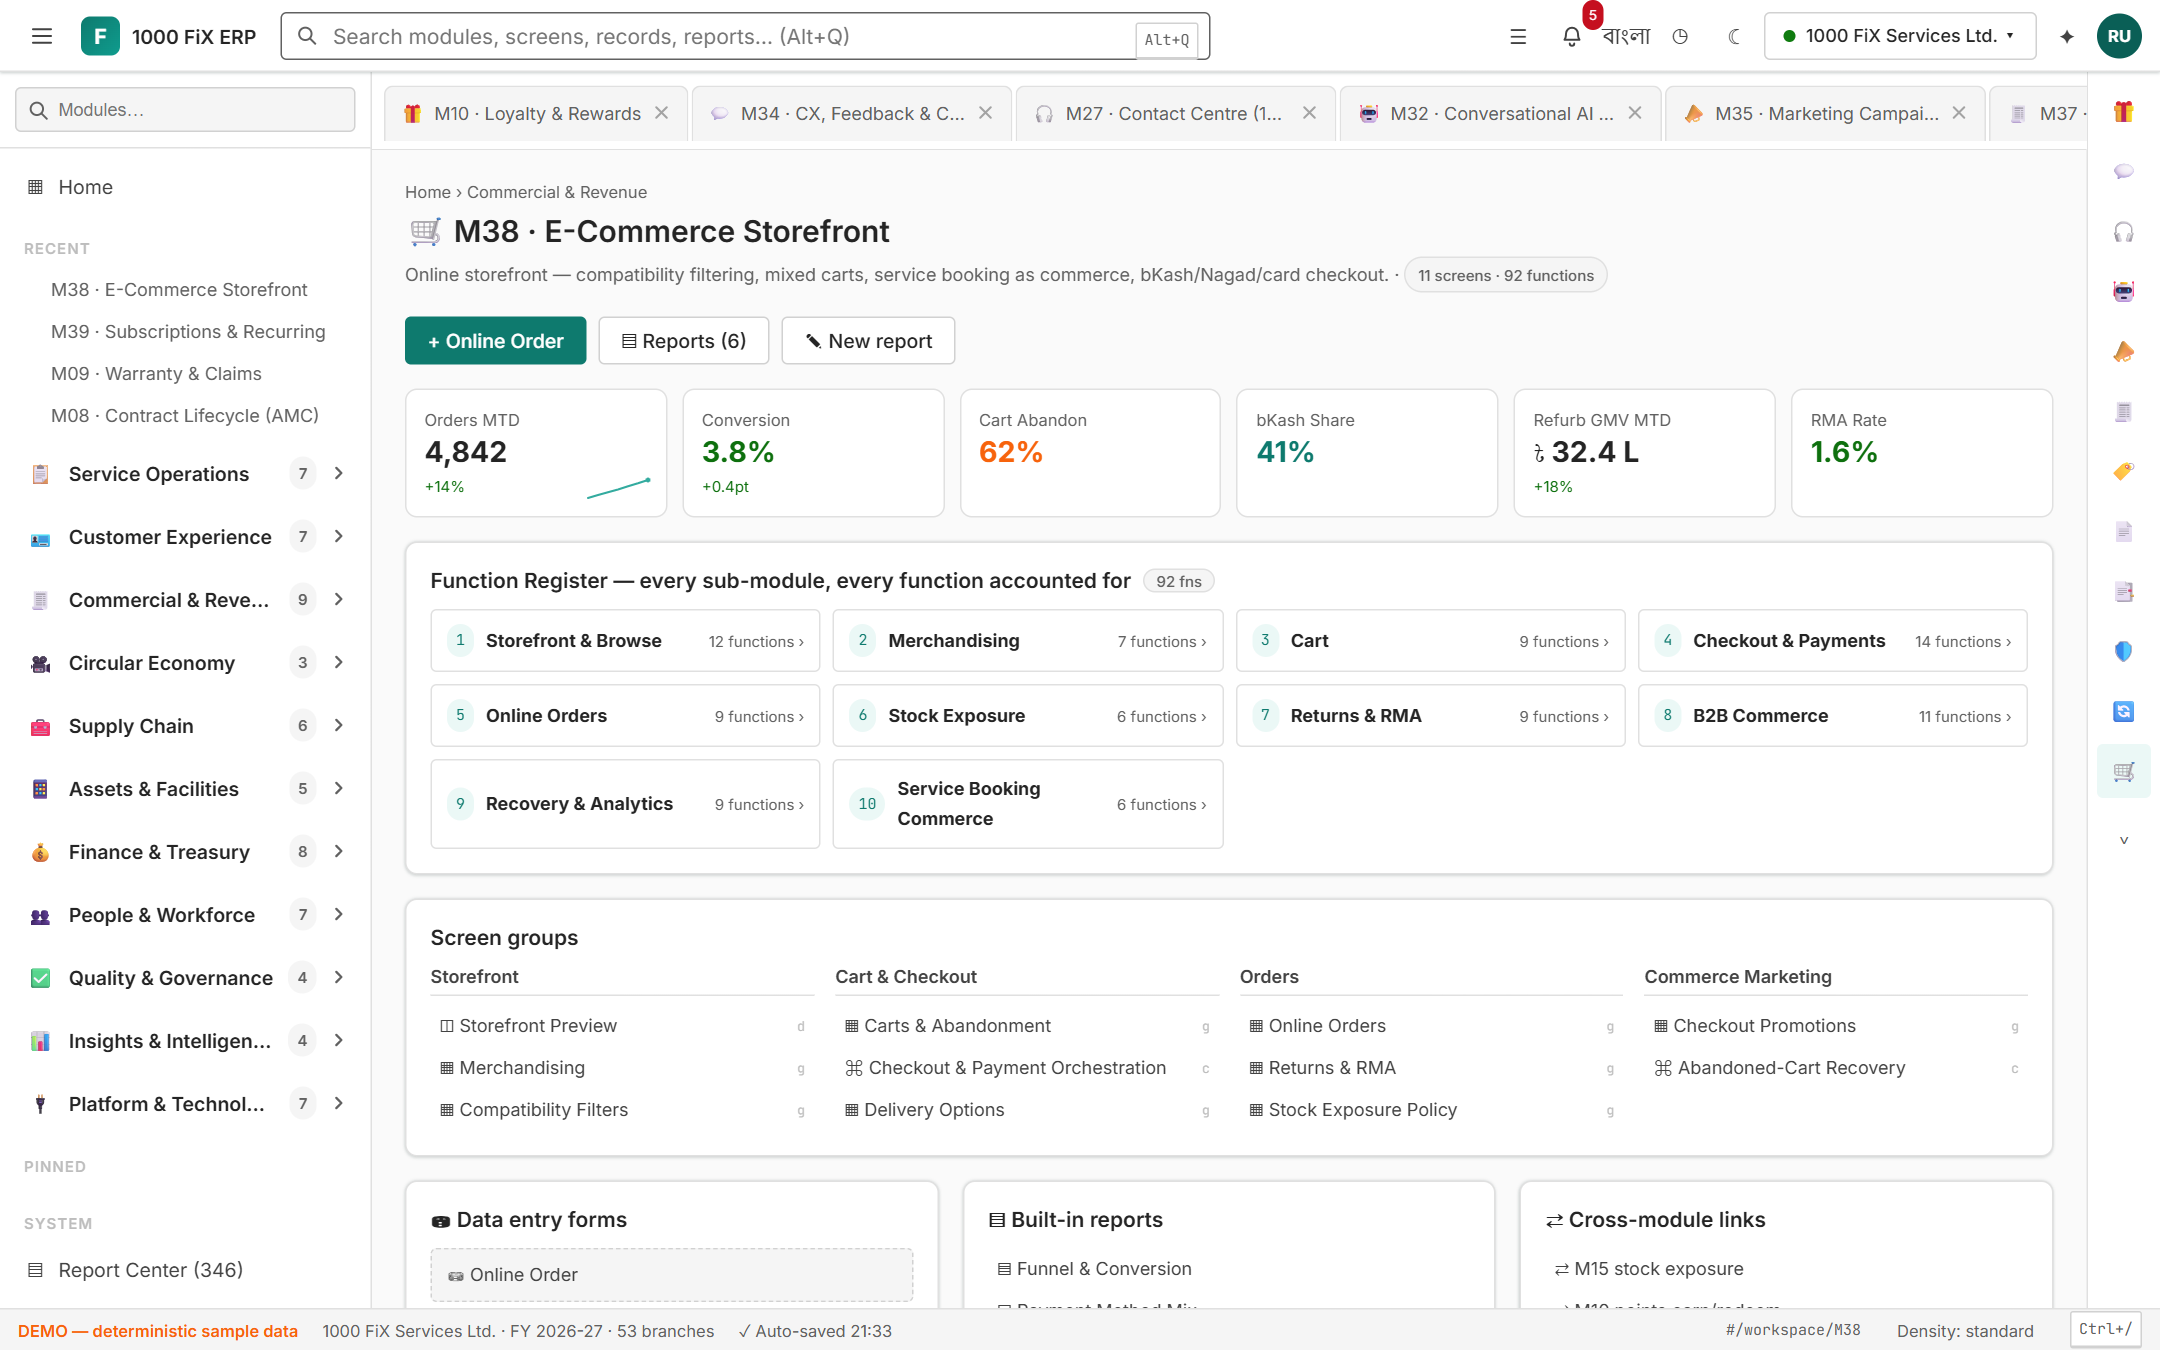 F 1000 FiX ERP
Search modules, screens, records, reports... (Alt+Q) Alt+Q
5
বাংলা
1000 FiX Services Ltd.
RU
Modules...
Home
RECENT
M38 · E-Commerce Storefront
M39 · Subscriptions & Recurring
M09 · Warranty & Claims
M08 · Contract Lifecycle (AMC)
Service Operations 7
Customer Experience 7
Commercial & Reve... 9
Circular Economy 3
Supply Chain 6
Assets & Facilities 5
Finance & Treasury 8
People & Workforce 7
Quality & Governance 4
Insights & Intelligen... 4
Platform & Technol... 7
PINNED
SYSTEM
Report Center (346)
M10 · Loyalty & Rewards
M34 · CX, Feedback & C...
M27 · Contact Centre (1...
M32 · Conversational AI ...
M35 · Marketing Campai...
M37 ·
Home › Commercial & Revenue
M38 · E-Commerce Storefront
Online storefront — compatibility filtering, mixed carts, service booking as commerce, bKash/Nagad/card checkout. · 11 screens · 92 functions
+ Online Order
Reports (6)
New report
Orders MTD
4,842
+14%
Conversion
3.8%
+0.4pt
Cart Abandon
62%
bKash Share
41%
Refurb GMV MTD
৳ 32.4 L
+18%
RMA Rate
1.6%
Function Register — every sub-module, every function accounted for 92 fns
1 Storefront & Browse 12 functions ›
2 Merchandising 7 functions ›
3 Cart 9 functions ›
4 Checkout & Payments 14 functions ›
5 Online Orders 9 functions ›
6 Stock Exposure 6 functions ›
7 Returns & RMA 9 functions ›
8 B2B Commerce 11 functions ›
9 Recovery & Analytics 9 functions ›
10 Service Booking Commerce 6 functions ›
Screen groups
Storefront
Storefront Preview d
Merchandising g
Compatibility Filters g
Cart & Checkout
Carts & Abandonment g
Checkout & Payment Orchestration c
Delivery Options g
Orders
Online Orders g
Returns & RMA g
Stock Exposure Policy g
Commerce Marketing
Checkout Promotions g
Abandoned-Cart Recovery c
Data entry forms
Online Order
Built-in reports
Funnel & Conversion
Payment Method Mix
Cross-module links
M15 stock exposure
M10 points earn/redeem
DEMO — deterministic sample data
1000 FiX Services Ltd. · FY 2026-27 · 53 branches
✓ Auto-saved 21:33
#/workspace/M38
Density: standard
Ctrl+/